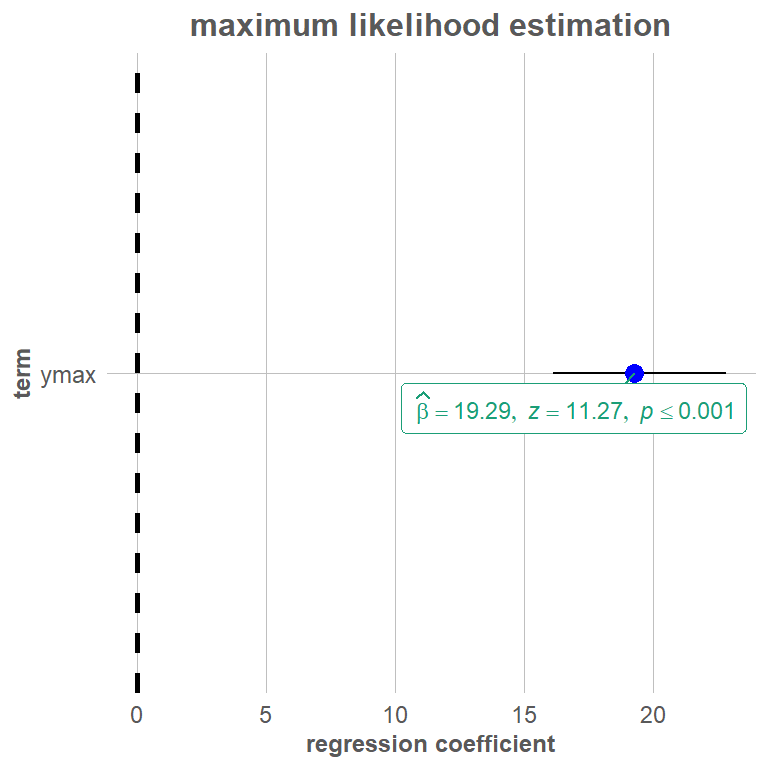 maximum likelihood estimation
term
ymax
β̂ = 19.29, z = 11.27, p ≤ 0.001
0 5 10 15 20
regression coefficient